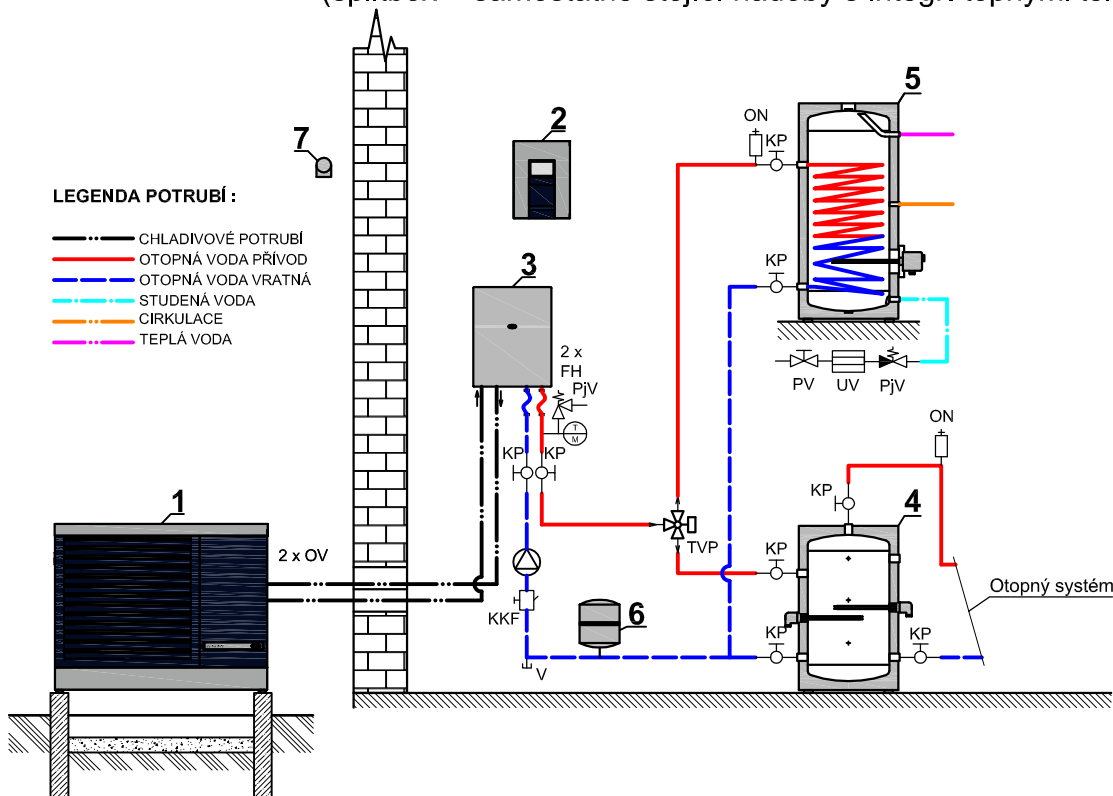 5
ON
2
KP
7
LEGENDA POTRUBÍ :
CHLADIVOVÉ POTRUBÍ
OTOPNÁ VODA PŘÍVOD
OTOPNÁ VODA VRATNÁ
STUDENÁ VODA
CIRKULACE
TEPLÁ VODA
3
KP
2 x
FH
PjV
PV
UV
PjV
T
M
ON
KP
KP
KP
4
1
TVP
2 x OV
KP
Otopný systém
KKF
6
KP
KP
V